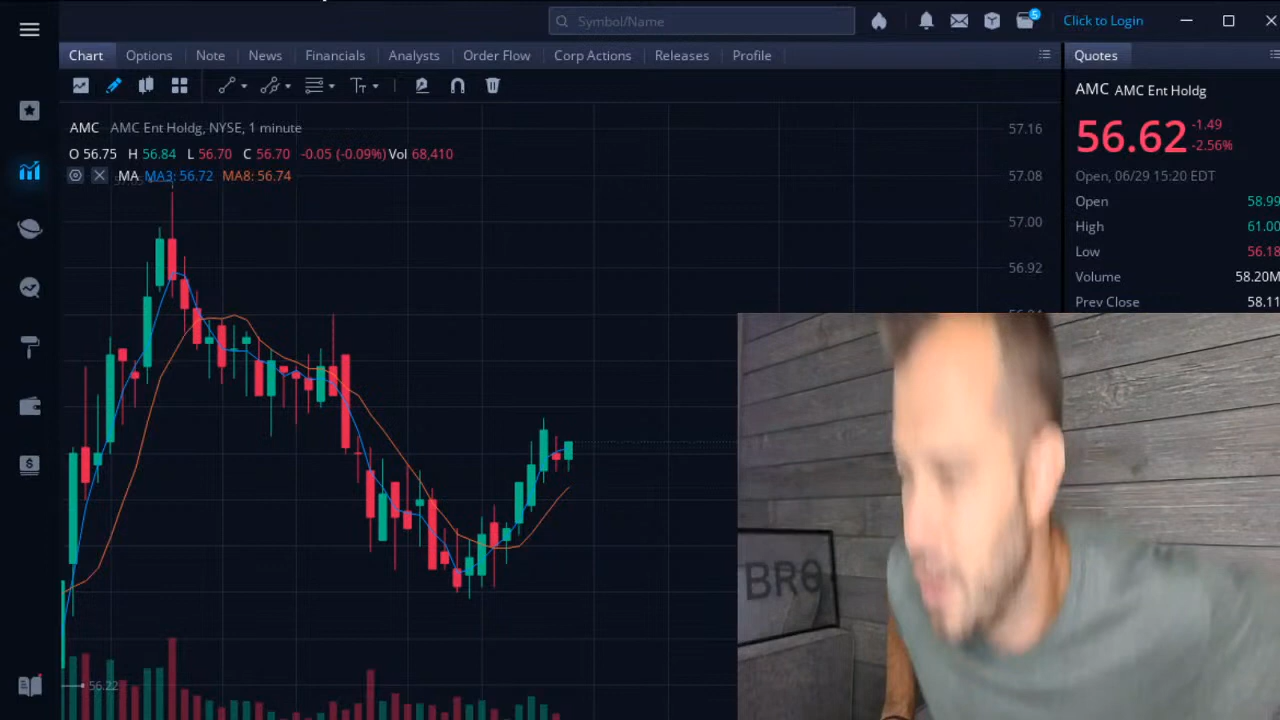 Symbol/Name
5
Click to Login
Chart Options Note News Financials Analysts Order Flow Corp Actions Releases Profile
Quotes
AMC AMC Ent Holdg
56.62 -1.49
-2.56%
Open, 06/29 15:20 EDT
Open 58.99
High 61.00
Low 56.18
Volume 58.20M
Prev Close 58.11
AMC AMC Ent Holdg, NYSE, 1 minute
O 56.75 H 56.84 L 56.70 C 56.70 -0.05 (-0.09%) Vol 68,410
MA MA3: 56.72 MA8: 56.74
57.16
57.08
57.00
56.92
56.22
BRO